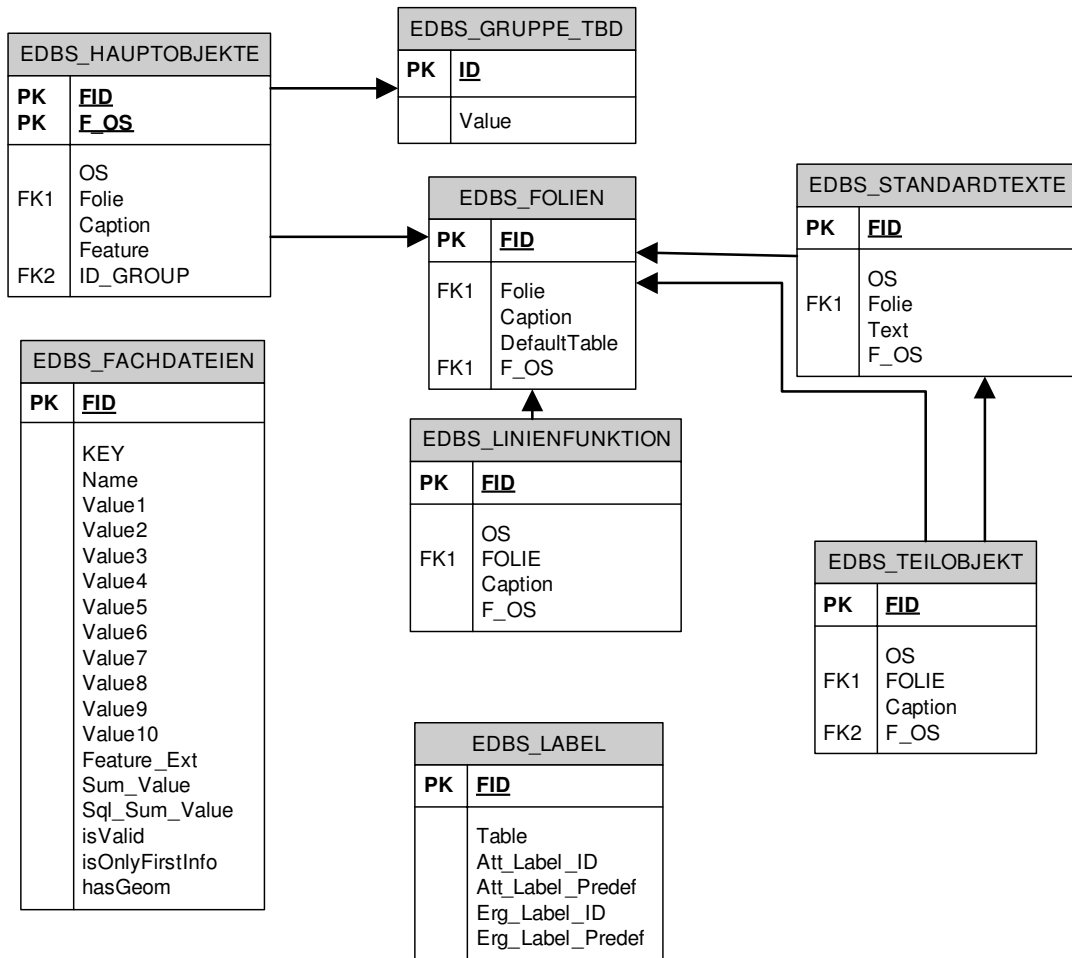 EDBS_HAUPTOBJEKTE
PK FID
PK F_OS
OS
FK1 Folie
Caption
Feature
FK2 ID_GROUP
EDBS_GRUPPE_TBD
PK ID
Value
EDBS_FOLIEN
PK FID
FK1 Folie
Caption
DefaultTable
FK1 F_OS
EDBS_STANDARDTEXTE
PK FID
OS
FK1 Folie
Text
F_OS
EDBS_FACHDATEIEN
PK FID
KEY
Name
Value1
Value2
Value3
Value4
Value5
Value6
Value7
Value8
Value9
Value10
Feature_Ext
Sum_Value
Sql_Sum_Value
isValid
isOnlyFirstInfo
hasGeom
EDBS_LINIENFUNKTION
PK FID
OS
FK1 FOLIE
Caption
F_OS
EDBS_TEILOBJEKT
PK FID
OS
FK1 FOLIE
Caption
FK2 F_OS
EDBS_LABEL
PK FID
Table
Att_Label_ID
Att_Label_Predef
Erg_Label_ID
Erg_Label_Predef